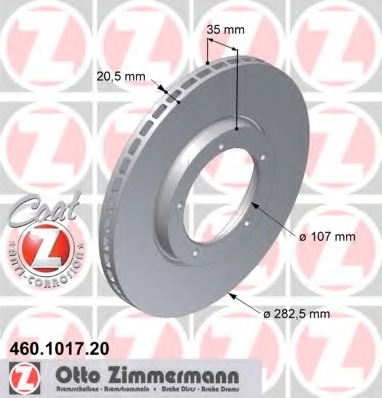 35 mm
20,5 mm
Coat
Z
ANTI-CORROSION
ø 107 mm
ø 282,5 mm
460.1017.20
Z
Otto Zimmermann
Bremsscheiben - Bremstrommeln • Brake Discs - Brake Drums